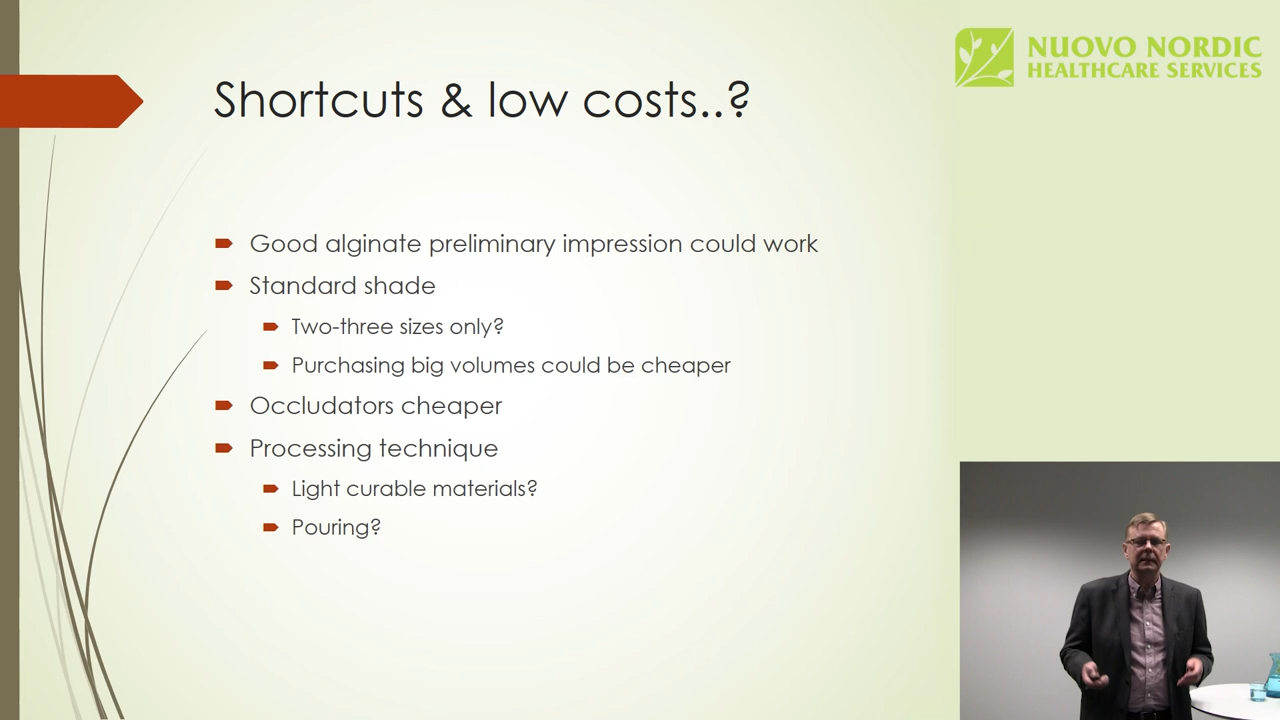 Shortcuts & low costs..?
NUOVO NORDIC
HEALTHCARE SERVICES
Good alginate preliminary impression could work
Standard shade
Two-three sizes only?
Purchasing big volumes could be cheaper
Occludators cheaper
Processing technique
Light curable materials?
Pouring?